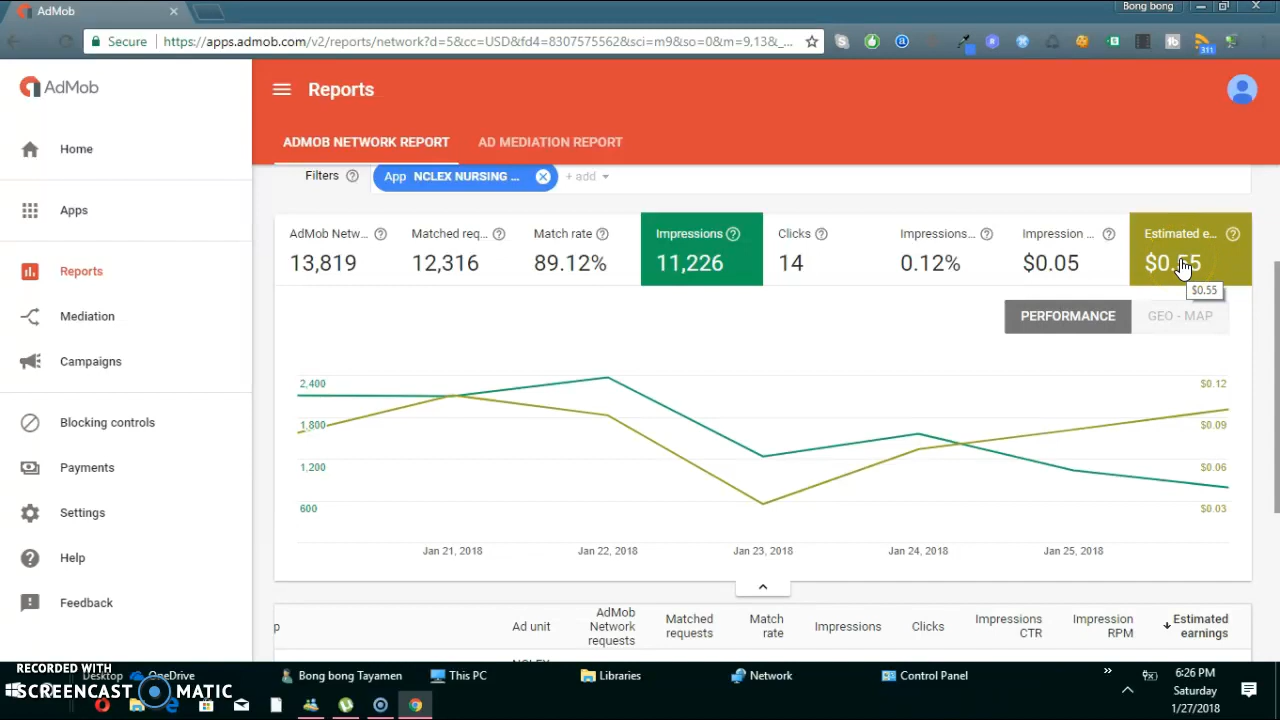 AdMob
Bong bong
Secure
https://apps.admob.com/v2/reports/network?d=5&cc=USD&fd4=8307575562&sci=m9&so=0&m=9,13&_...
311
AdMob
Reports
ADMOB NETWORK REPORT
AD MEDIATION REPORT
Home
Apps
Reports
Mediation
Campaigns
Blocking controls
Payments
Settings
Help
Feedback
Filters
App NCLEX NURSING ...
+ add
AdMob Netw...
13,819
Matched req...
12,316
Match rate
89.12%
Impressions
11,226
Clicks
14
Impressions...
0.12%
Impression ...
$0.05
Estimated e...
$0.55
$0.55
PERFORMANCE
GEO - MAP
2,400
1,800
1,200
600
$0.12
$0.09
$0.06
$0.03
Jan 21, 2018
Jan 22, 2018
Jan 23, 2018
Jan 24, 2018
Jan 25, 2018
p
Ad unit
AdMob
Network
requests
Matched
requests
Match
rate
Impressions
Clicks
Impressions
CTR
Impression
RPM
Estimated
earnings
RECORDED WITH
SCREENCAST MATIC
Desktop
OneDrive
Bong bong Tayamen
This PC
Libraries
Network
Control Panel
6:26 PM
Saturday
1/27/2018